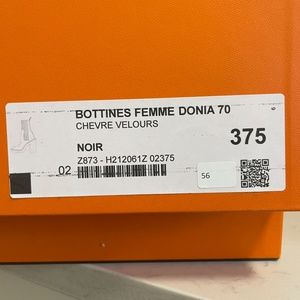 BOTTINES FEMME DONIA 70
CHEVRE VELOURS
375
NOIR
Z873 - H212061Z 02375
02
56